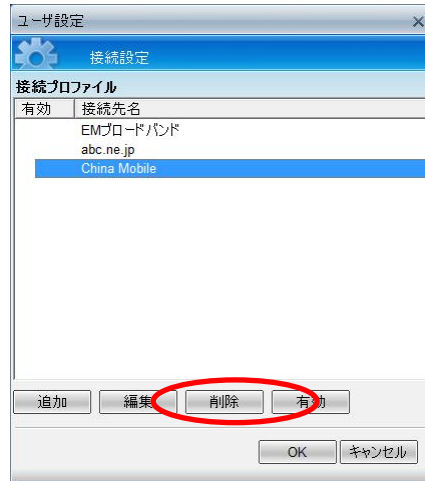 ユーザ設定
接続設定
接続プロファイル
有効 接続先名
EMブロードバンド
abc.ne.jp
China Mobile
追加 編集 削除 有効
OK キャンセル